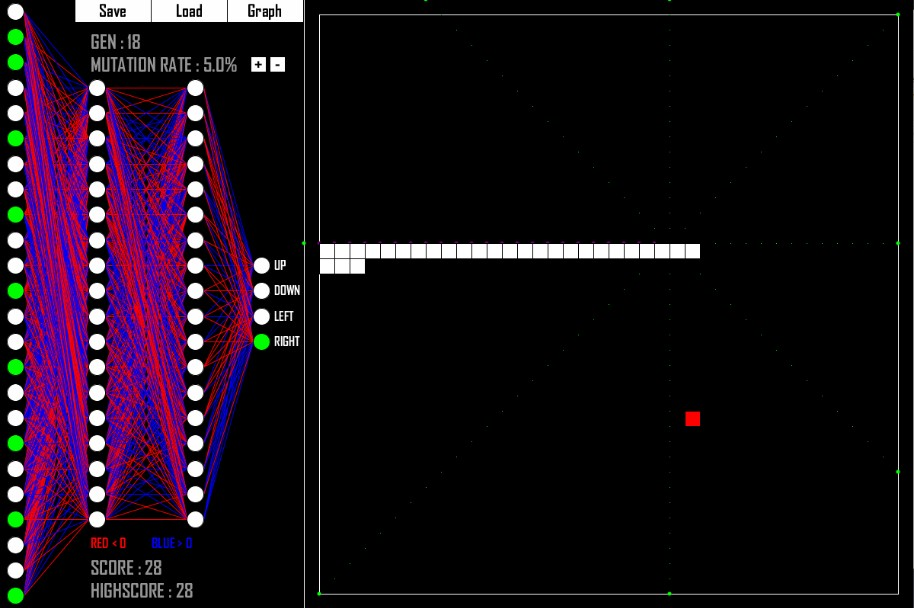 Save Load Graph
GEN : 18
MUTATION RATE : 5.0% + -
UP
DOWN
LEFT
RIGHT
RED < 0 BLUE > 0
SCORE : 28
HIGHSCORE : 28